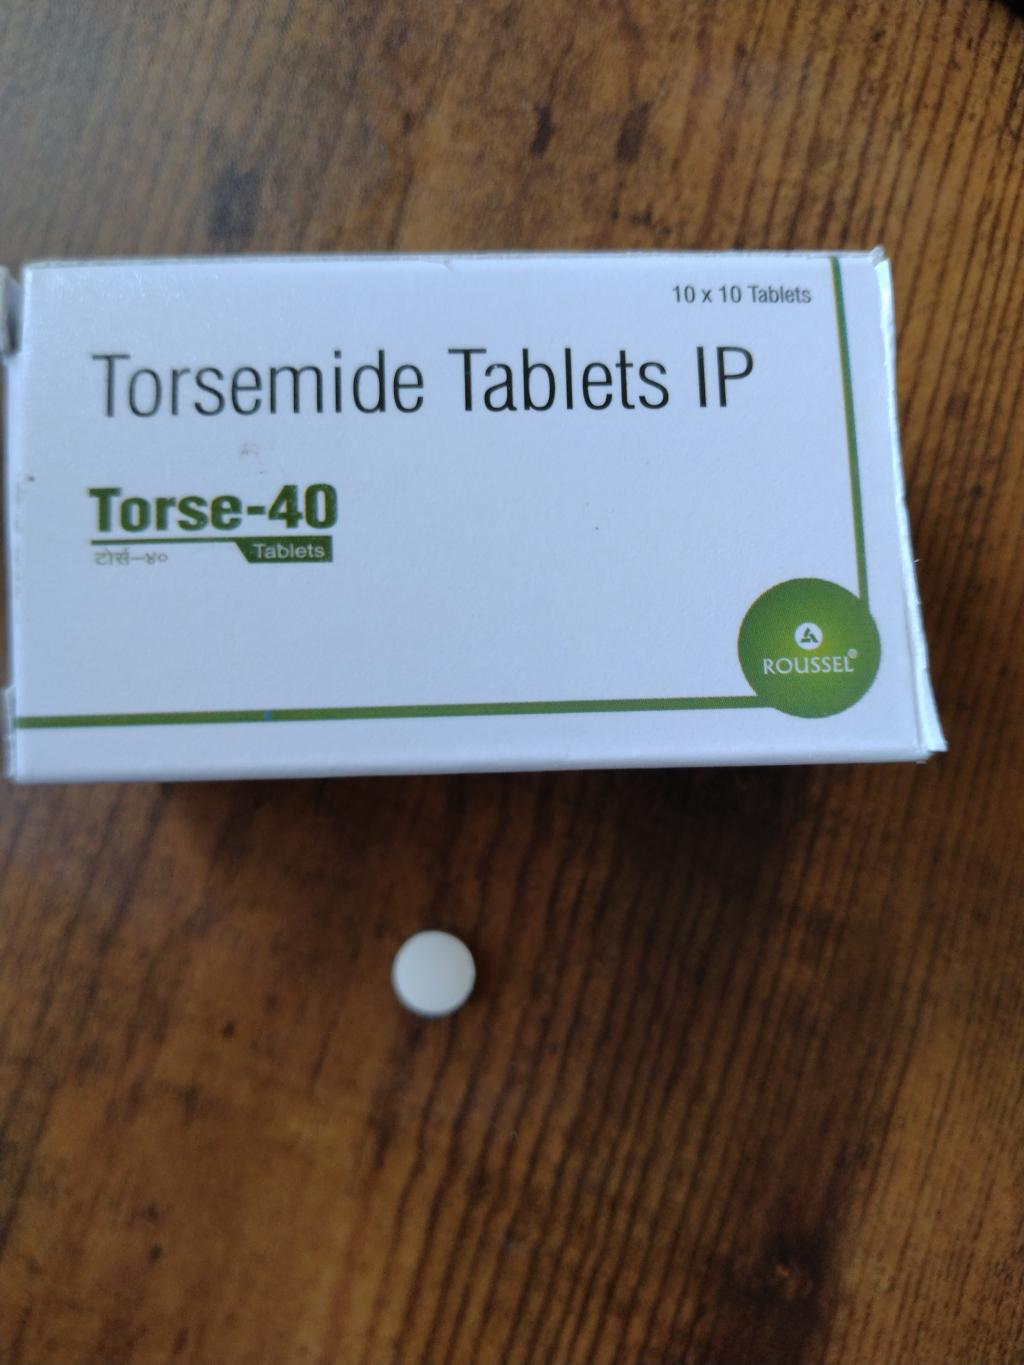 10 x 10 Tablets
Torsemide Tablets IP
Torse-40
Tablets
टोर्स-४०
ROUSSEL®